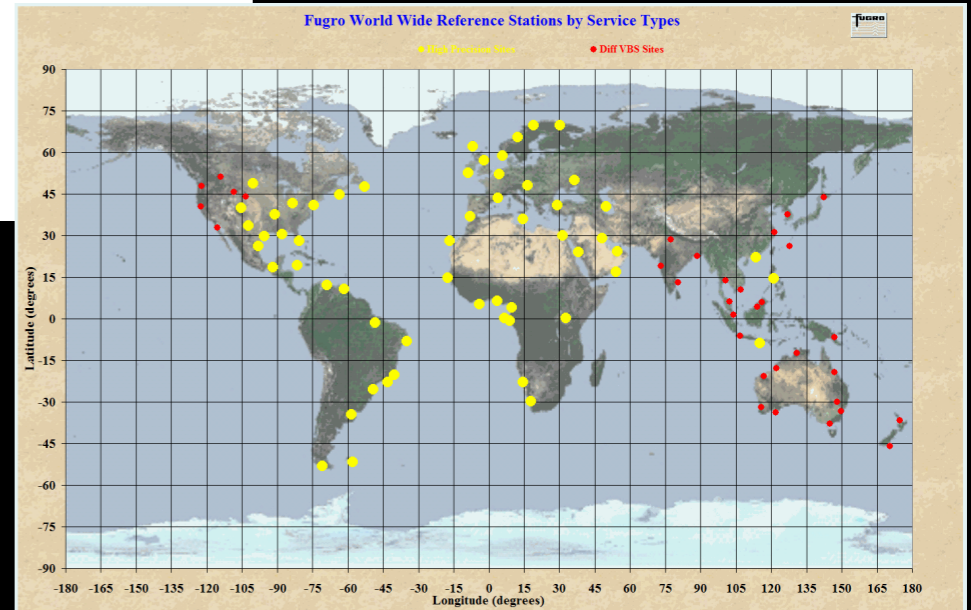 Fugro World Wide Reference Stations by Service Types
fugro
High Precision Sites
Diff VBS Sites
90
75
60
45
30
15
0
-15
-30
-45
-60
-75
-90
Latitude (degrees)
-180 -165 -150 -135 -120 -105 -90 -75 -60 -45 -30 -15 0 15 30 45 60 75 90 105 120 135 150 165 180
Longitude (degrees)